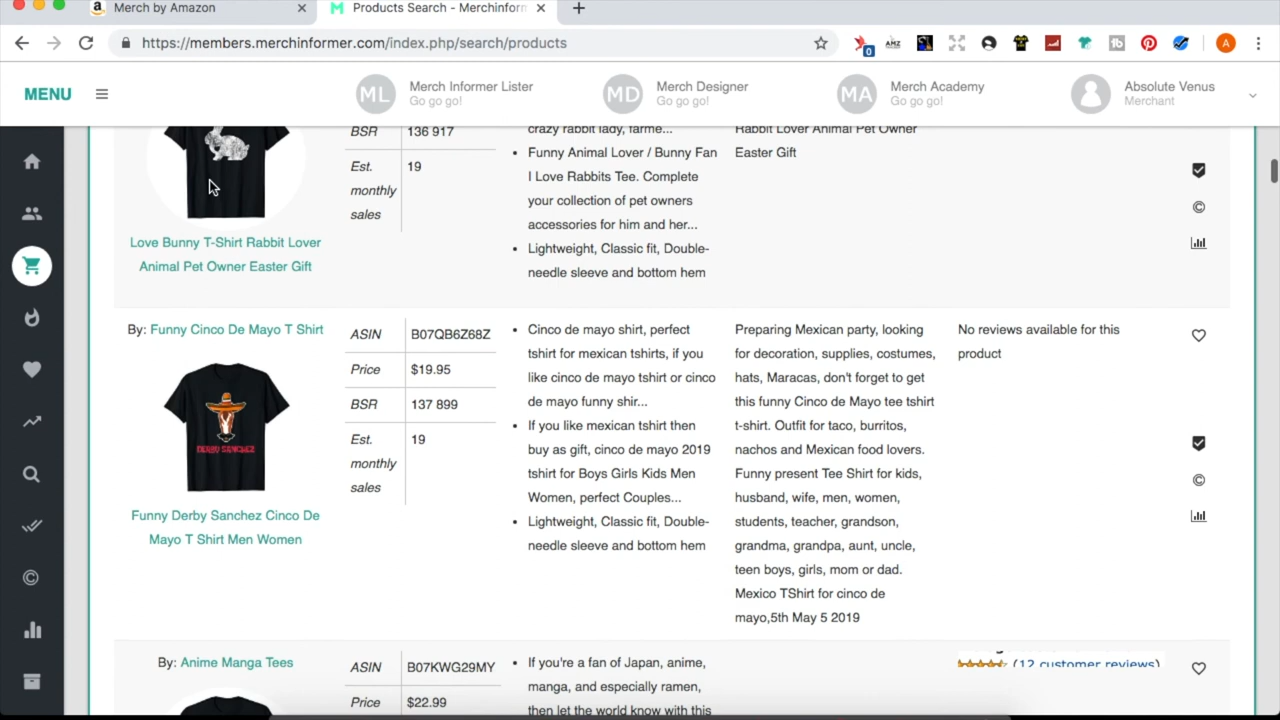 Merch by Amazon
Products Search - Merchinforn
https://members.merchinformer.com/index.php/search/products
0
AMZ
tb
A
MENU
ML
Merch Informer Lister
Go go go!
MD
Merch Designer
Go go go!
MA
Merch Academy
Go go go!
Absolute Venus
Merchant
Love Bunny T-Shirt Rabbit Lover
Animal Pet Owner Easter Gift
BSR 136 917
Est. monthly sales 19
crazy rabbit lady, farme...
Funny Animal Lover / Bunny Fan
I Love Rabbits Tee. Complete
your collection of pet owners
accessories for him and her...
Lightweight, Classic fit, Double-
needle sleeve and bottom hem
Rabbit Lover Animal Pet Owner
Easter Gift
By: Funny Cinco De Mayo T Shirt
DERBY SANCHEZ
Funny Derby Sanchez Cinco De
Mayo T Shirt Men Women
ASIN B07QB6Z68Z
Price $19.95
BSR 137 899
Est. monthly sales 19
Cinco de mayo shirt, perfect
tshirt for mexican tshirts, if you
like cinco de mayo tshirt or cinco
de mayo funny shir...
If you like mexican tshirt then
buy as gift, cinco de mayo 2019
tshirt for Boys Girls Kids Men
Women, perfect Couples...
Lightweight, Classic fit, Double-
needle sleeve and bottom hem
Preparing Mexican party, looking
for decoration, supplies, costumes,
hats, Maracas, don't forget to get
this funny Cinco de Mayo tee tshirt
t-shirt. Outfit for taco, burritos,
nachos and Mexican food lovers.
Funny present Tee Shirt for kids,
husband, wife, men, women,
students, teacher, grandson,
grandma, grandpa, aunt, uncle,
teen boys, girls, mom or dad.
Mexico TShirt for cinco de
mayo,5th May 5 2019
No reviews available for this
product
By: Anime Manga Tees
ASIN B07KWG29MY
Price $22.99
If you're a fan of Japan, anime,
manga, and especially ramen,
then let the world know with this
(12 customer reviews)